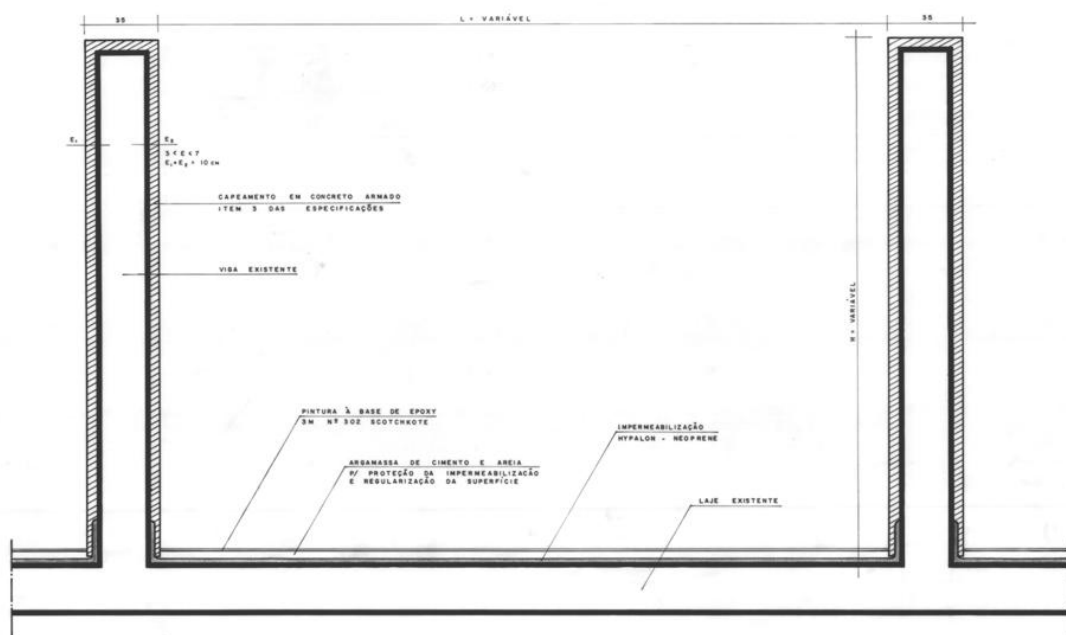 35
L = VARIÁVEL
35
E₁
E₂
5 < E < 7
E₁+E₂ = 10 CM
CAPEAMENTO EM CONCRETO ARMADO
ITEM 3 DAS ESPECIFICAÇÕES
VIGA EXISTENTE
H = VARIÁVEL
PINTURA À BASE DE EPOXY
3M Nº 302 SCOTCHKOTE
IMPERMEABILIZAÇÃO
HYPALON - NEOPRENE
ARGAMASSA DE CIMENTO E AREIA
P/ PROTEÇÃO DA IMPERMEABILIZAÇÃO
E REGULARIZAÇÃO DA SUPERFÍCIE
LAJE EXISTENTE